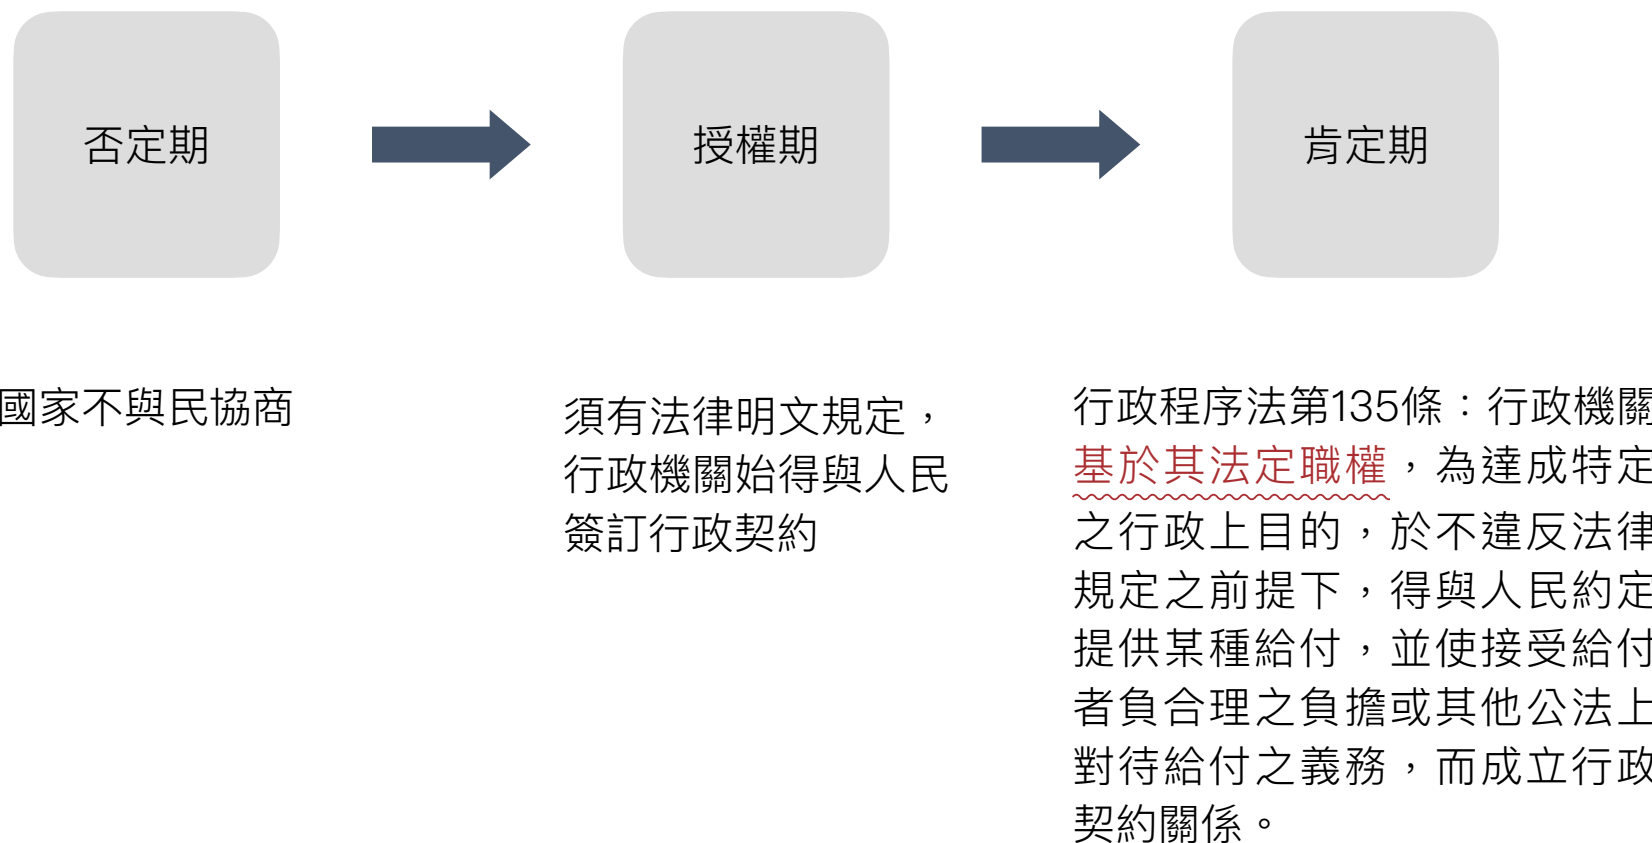 否定期
授權期
肯定期
國家不與民協商
須有法律明文規定，
行政機關始得與人民
簽訂行政契約
行政程序法第135條：行政機關
基於其法定職權，為達成特定
之行政上目的，於不違反法律
規定之前提下，得與人民約定
提供某種給付，並使接受給付
者負合理之負擔或其他公法上
對待給付之義務，而成立行政
契約關係。